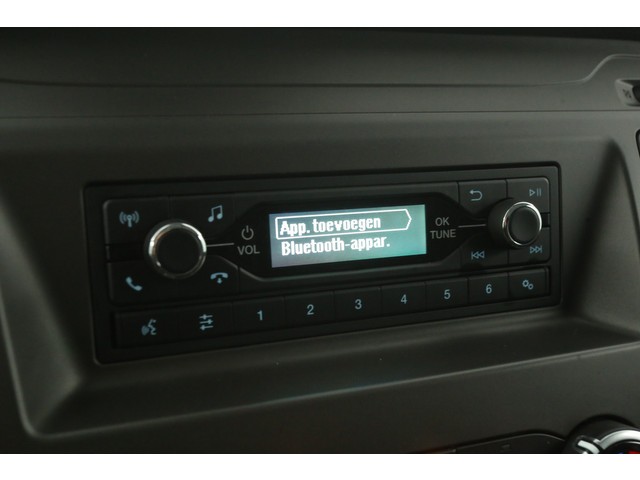 App. toevoegen
Bluetooth-appar.
VOL
OK
TUNE
1 2 3 4 5 6